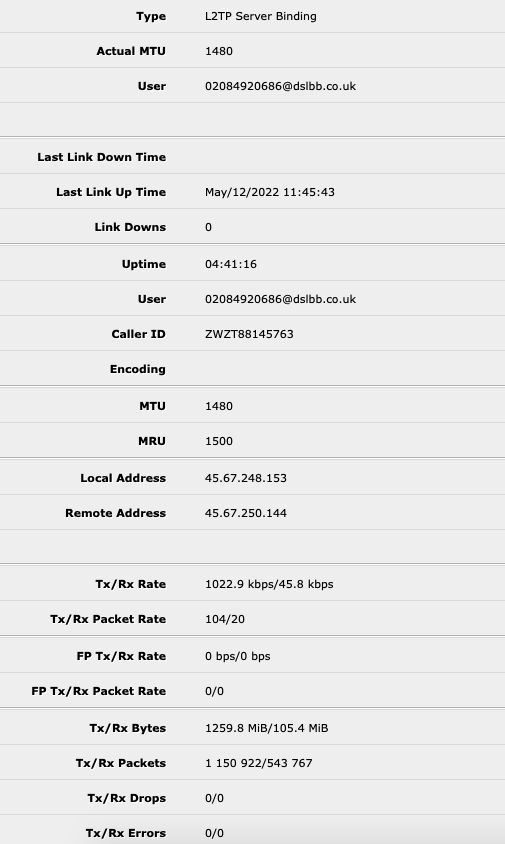 Type L2TP Server Binding
Actual MTU 1480
User 02084920686@dslbb.co.uk
Last Link Down Time
Last Link Up Time May/12/2022 11:45:43
Link Downs 0
Uptime 04:41:16
User 02084920686@dslbb.co.uk
Caller ID ZWZT88145763
Encoding
MTU 1480
MRU 1500
Local Address 45.67.248.153
Remote Address 45.67.250.144
Tx/Rx Rate 1022.9 kbps/45.8 kbps
Tx/Rx Packet Rate 104/20
FP Tx/Rx Rate 0 bps/0 bps
FP Tx/Rx Packet Rate 0/0
Tx/Rx Bytes 1259.8 MiB/105.4 MiB
Tx/Rx Packets 1 150 922/543 767
Tx/Rx Drops 0/0
Tx/Rx Errors 0/0